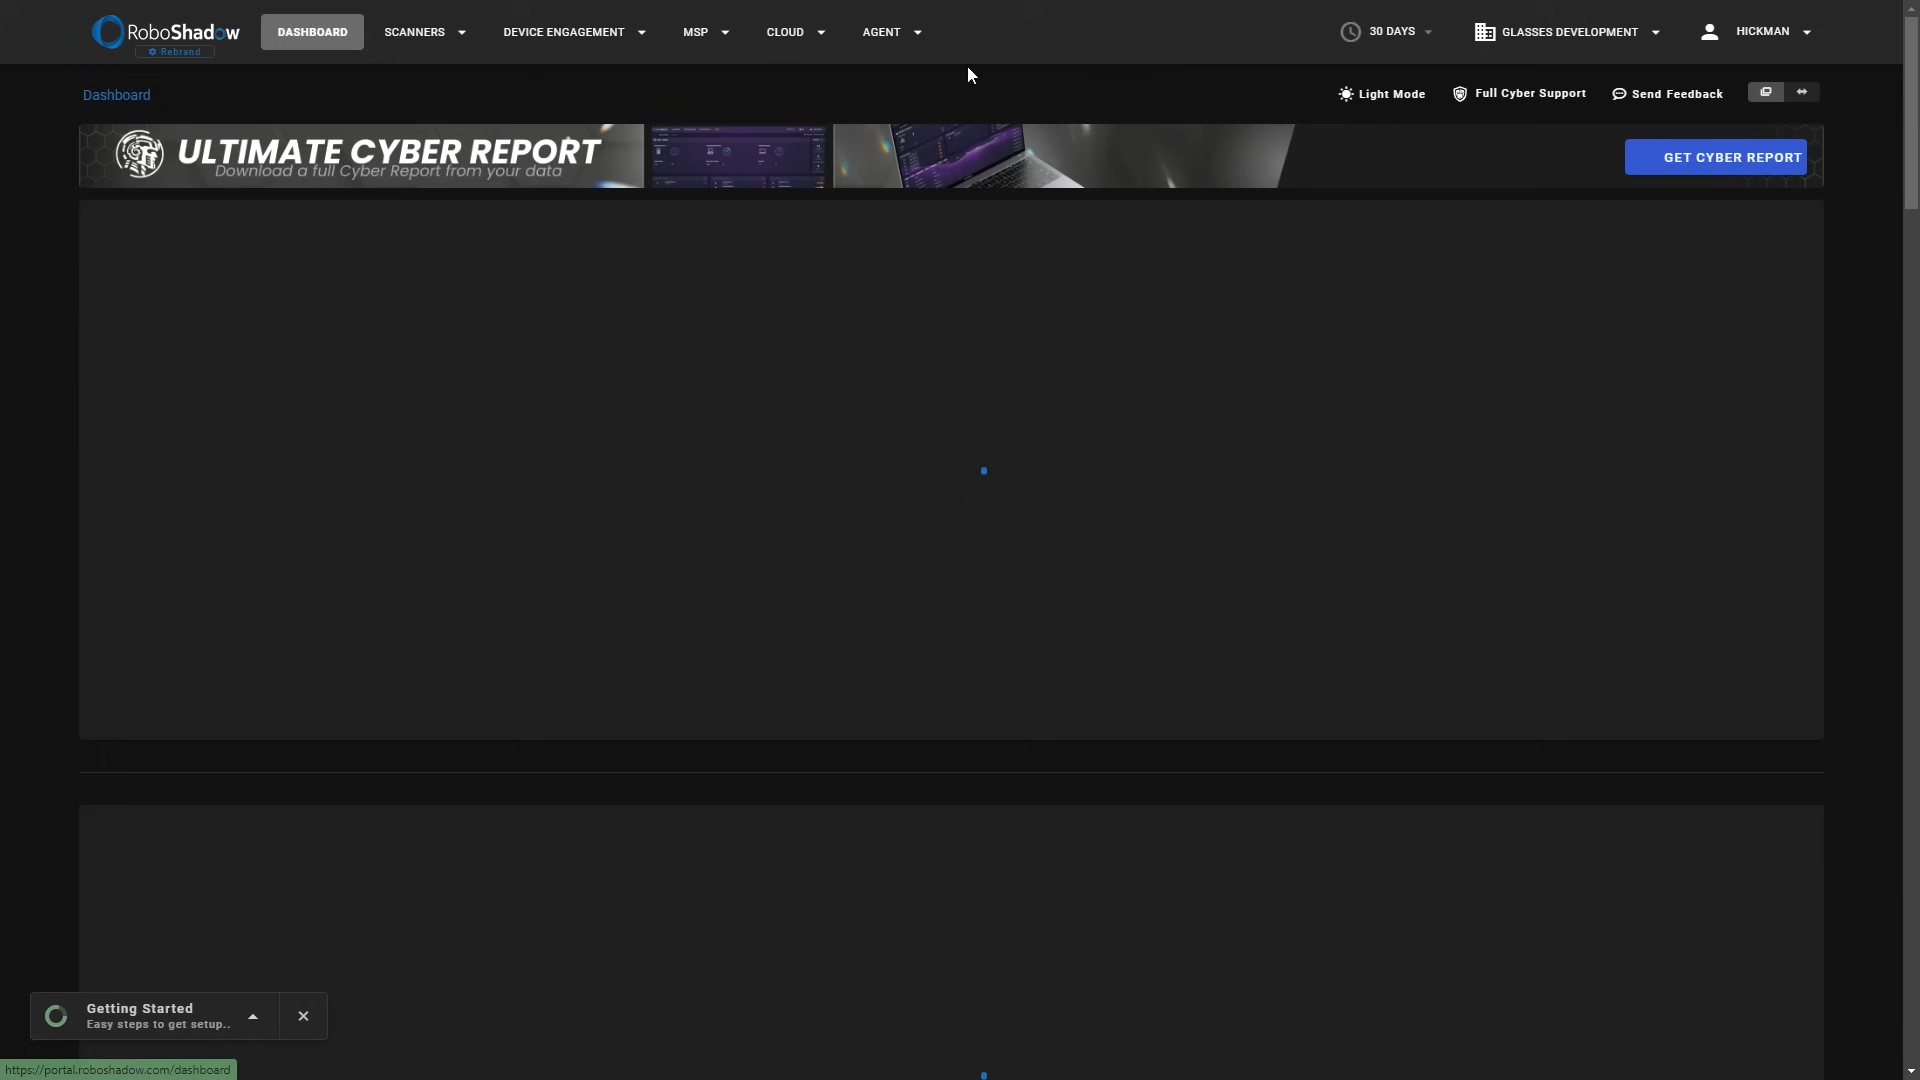 RoboShadow
Rebrand
DASHBOARD
SCANNERS
DEVICE ENGAGEMENT
MSP
CLOUD
AGENT
30 DAYS
GLASSES DEVELOPMENT
HICKMAN
Dashboard
Light Mode
Full Cyber Support
Send Feedback
ULTIMATE CYBER REPORT
Download a full Cyber Report from your data
GET CYBER REPORT
Getting Started
Easy steps to get setup..
https://portal.roboshadow.com/dashboard